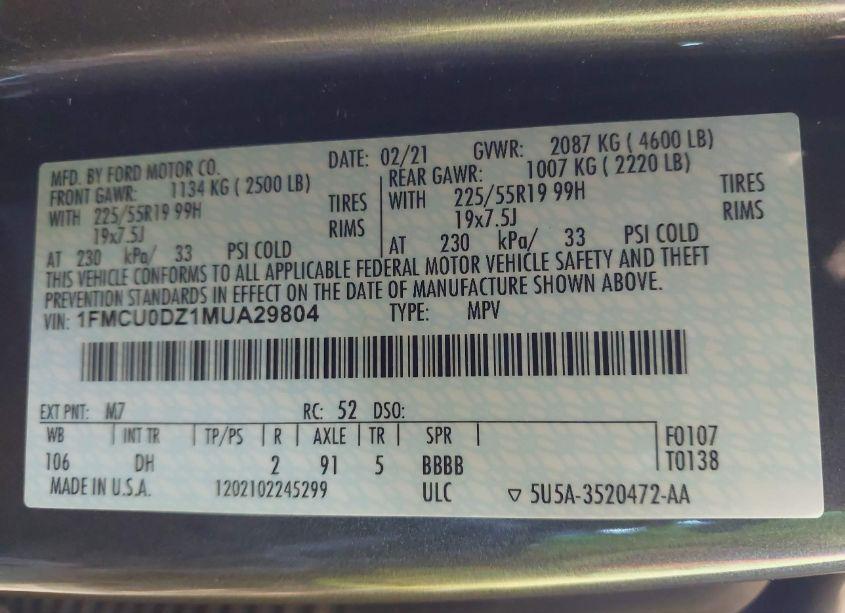 MFD. BY FORD MOTOR CO. DATE: 02/21 GVWR: 2087 KG ( 4600 LB)
FRONT GAWR: 1134 KG ( 2500 LB) REAR GAWR: 1007 KG ( 2220 LB)
WITH 225/55R19 99H TIRES WITH 225/55R19 99H TIRES
19x7.5J RIMS 19x7.5J RIMS
AT 230 kPa/ 33 PSI COLD AT 230 kPa/ 33 PSI COLD
THIS VEHICLE CONFORMS TO ALL APPLICABLE FEDERAL MOTOR VEHICLE SAFETY AND THEFT
PREVENTION STANDARDS IN EFFECT ON THE DATE OF MANUFACTURE SHOWN ABOVE.
VIN: 1FMCU0DZ1MUA29804 TYPE: MPV
EXT PNT: M7 RC: 52 DSO:
WB INT TR TP/PS R AXLE TR SPR F0107
106 DH 2 91 5 BBBB T0138
MADE IN U.S.A. 1202102245299 ULC ▽ 5U5A-3520472-AA